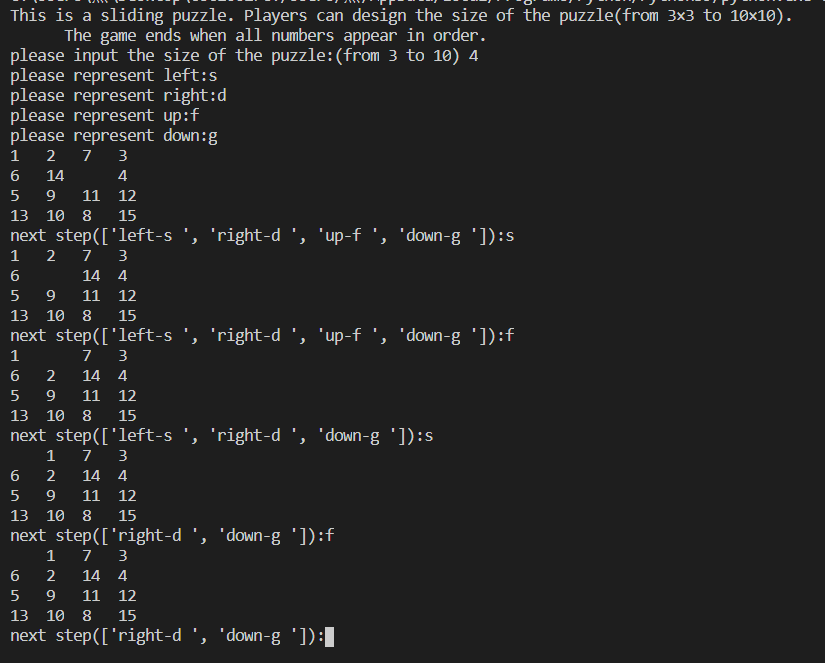 This is a sliding puzzle. Players can design the size of the puzzle(from 3×3 to 10×10).
The game ends when all numbers appear in order.
please input the size of the puzzle:(from 3 to 10) 4
please represent left:s
please represent right:d
please represent up:f
please represent down:g
1 2 7 3
6 14 4
5 9 11 12
13 10 8 15
next step(['left-s ', 'right-d ', 'up-f ', 'down-g ']):s
1 2 7 3
6 14 4
5 9 11 12
13 10 8 15
next step(['left-s ', 'right-d ', 'up-f ', 'down-g ']):f
1 7 3
6 2 14 4
5 9 11 12
13 10 8 15
next step(['left-s ', 'right-d ', 'down-g ']):s
1 7 3
6 2 14 4
5 9 11 12
13 10 8 15
next step(['right-d ', 'down-g ']):f
1 7 3
6 2 14 4
5 9 11 12
13 10 8 15
next step(['right-d ', 'down-g ']):